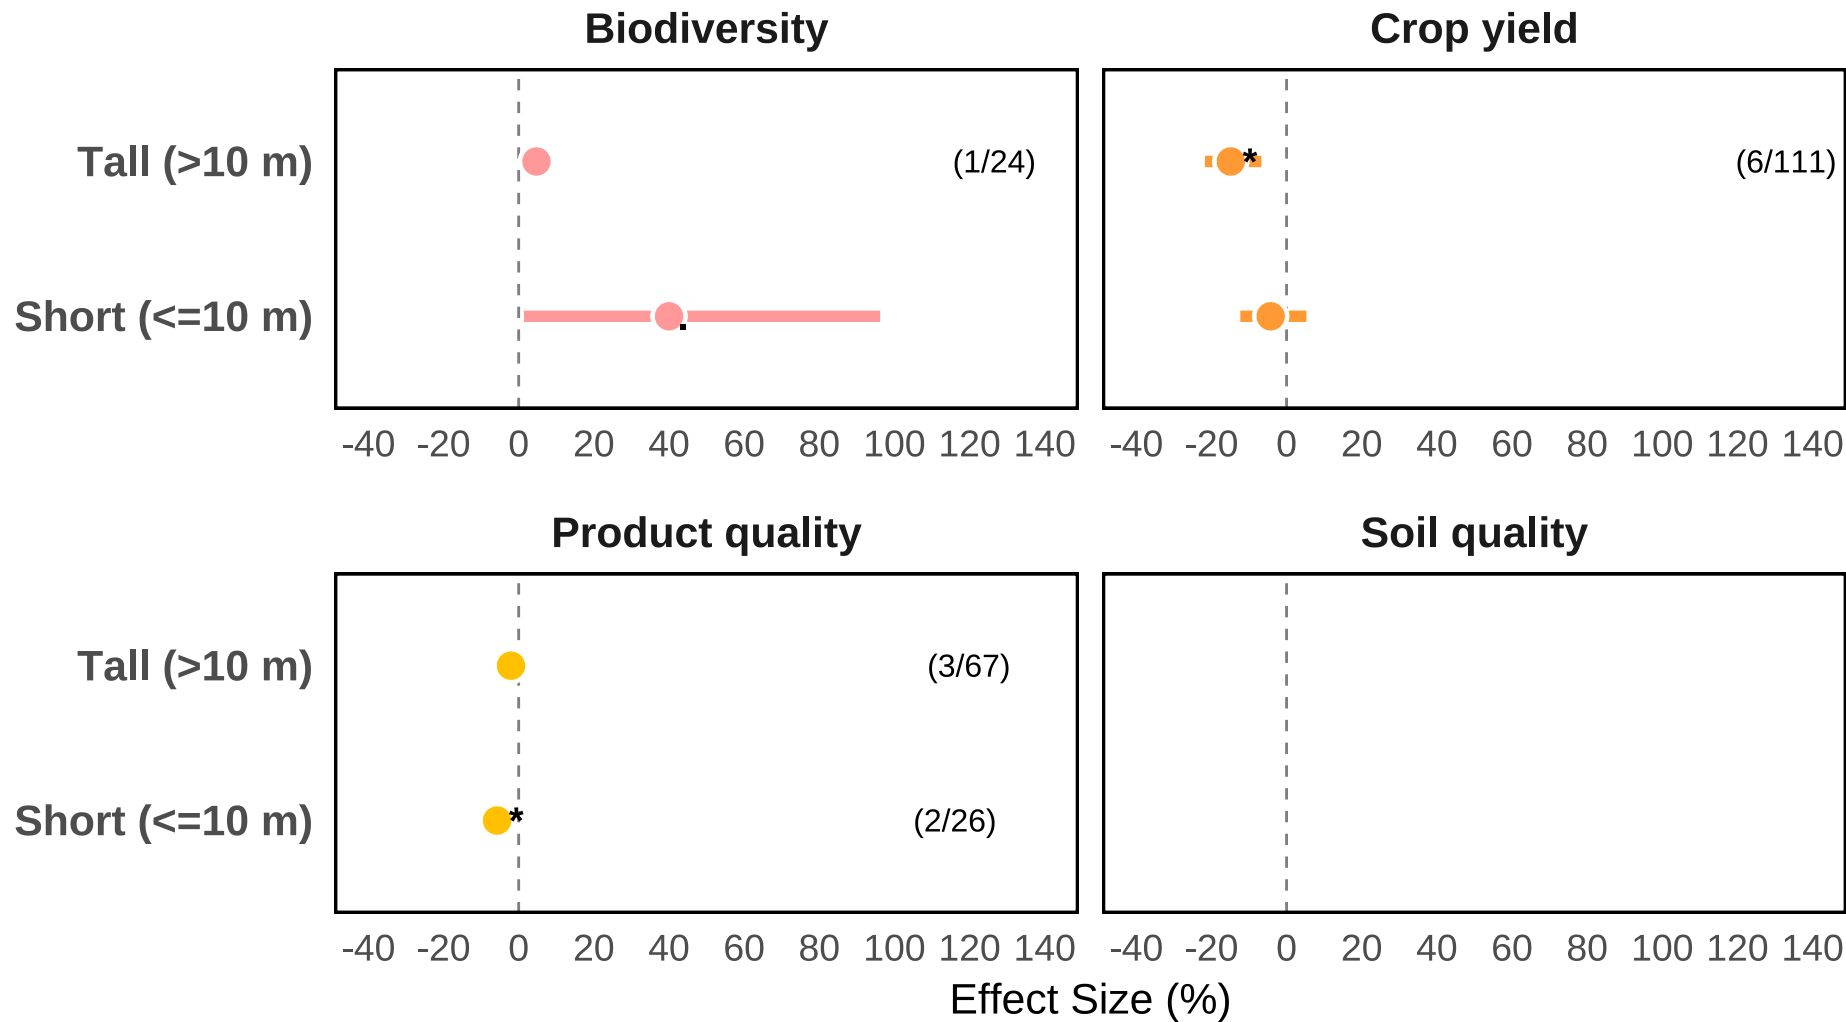 Biodiversity Crop yield
Tall (>10 m) (1/24) * (6/111)
Short (<=10 m) .
-40 -20 0 20 40 60 80 100 120 140 -40 -20 0 20 40 60 80 100 120 140
Product quality Soil quality
Tall (>10 m) (3/67)
Short (<=10 m) * (2/26)
-40 -20 0 20 40 60 80 100 120 140 -40 -20 0 20 40 60 80 100 120 140
Effect Size (%)